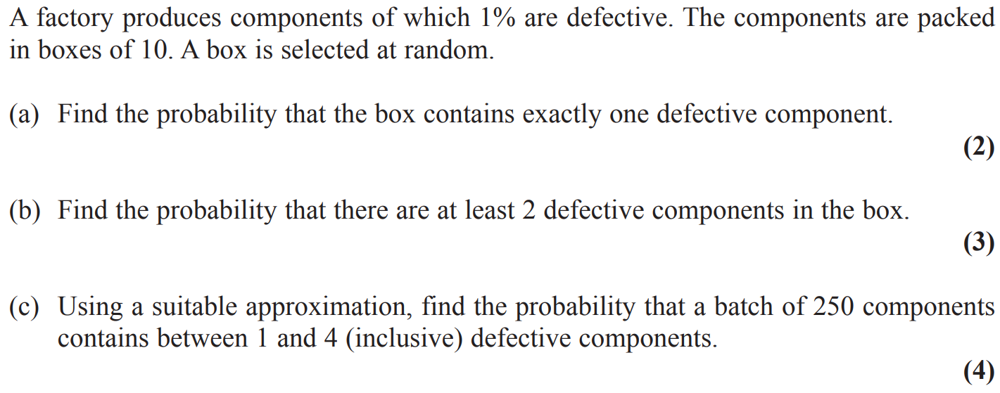 A factory produces components of which 1% are defective. The components are packed
in boxes of 10. A box is selected at random.
(a) Find the probability that the box contains exactly one defective component.
(2)
(b) Find the probability that there are at least 2 defective components in the box.
(3)
(c) Using a suitable approximation, find the probability that a batch of 250 components
contains between 1 and 4 (inclusive) defective components.
(4)